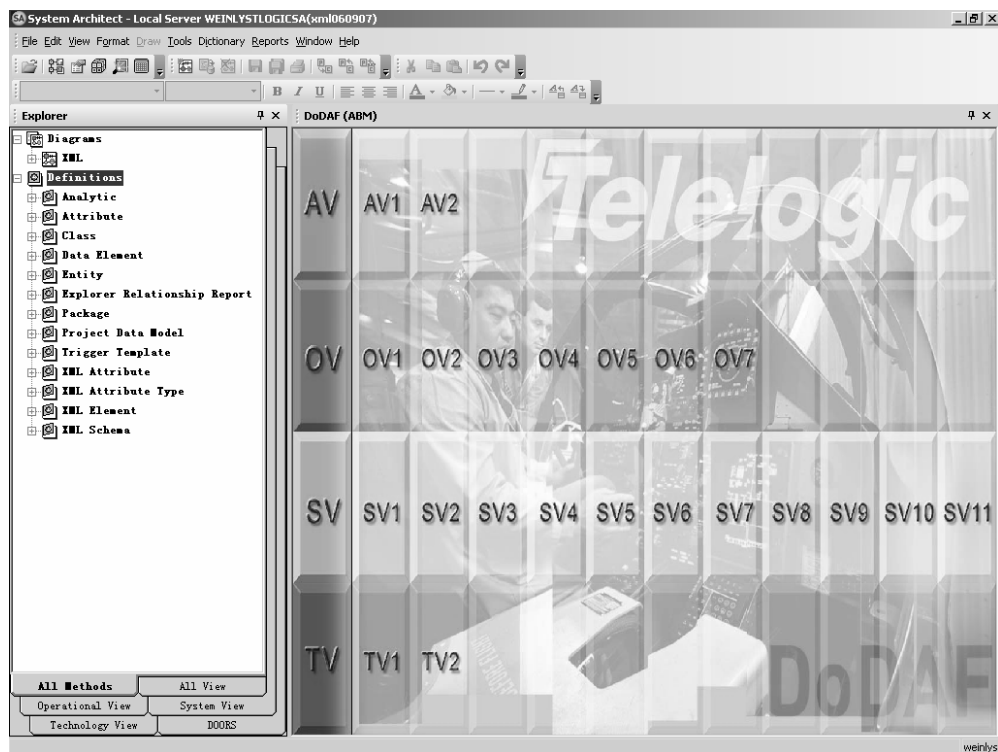 System Architect - Local Server WEINLYSTLOGICSA(xml060907)
File Edit View Format Draw Tools Dictionary Reports Window Help
B I U
Explorer
DoDAF (ABM)
Diagrams
XML
Definitions
Analytic
Attribute
Class
Data Element
Entity
Explorer Relationship Report
Package
Project Data Model
Trigger Template
XML Attribute
XML Attribute Type
XML Element
XML Schema
All Methods
All View
Operational View
System View
Technology View
DOORS
Telelogic
AV AV1 AV2
OV OV1 OV2 OV3 OV4 OV5 OV6 OV7
SV SV1 SV2 SV3 SV4 SV5 SV6 SV7 SV8 SV9 SV10 SV11
TV TV1 TV2
DoDAF
weinlys